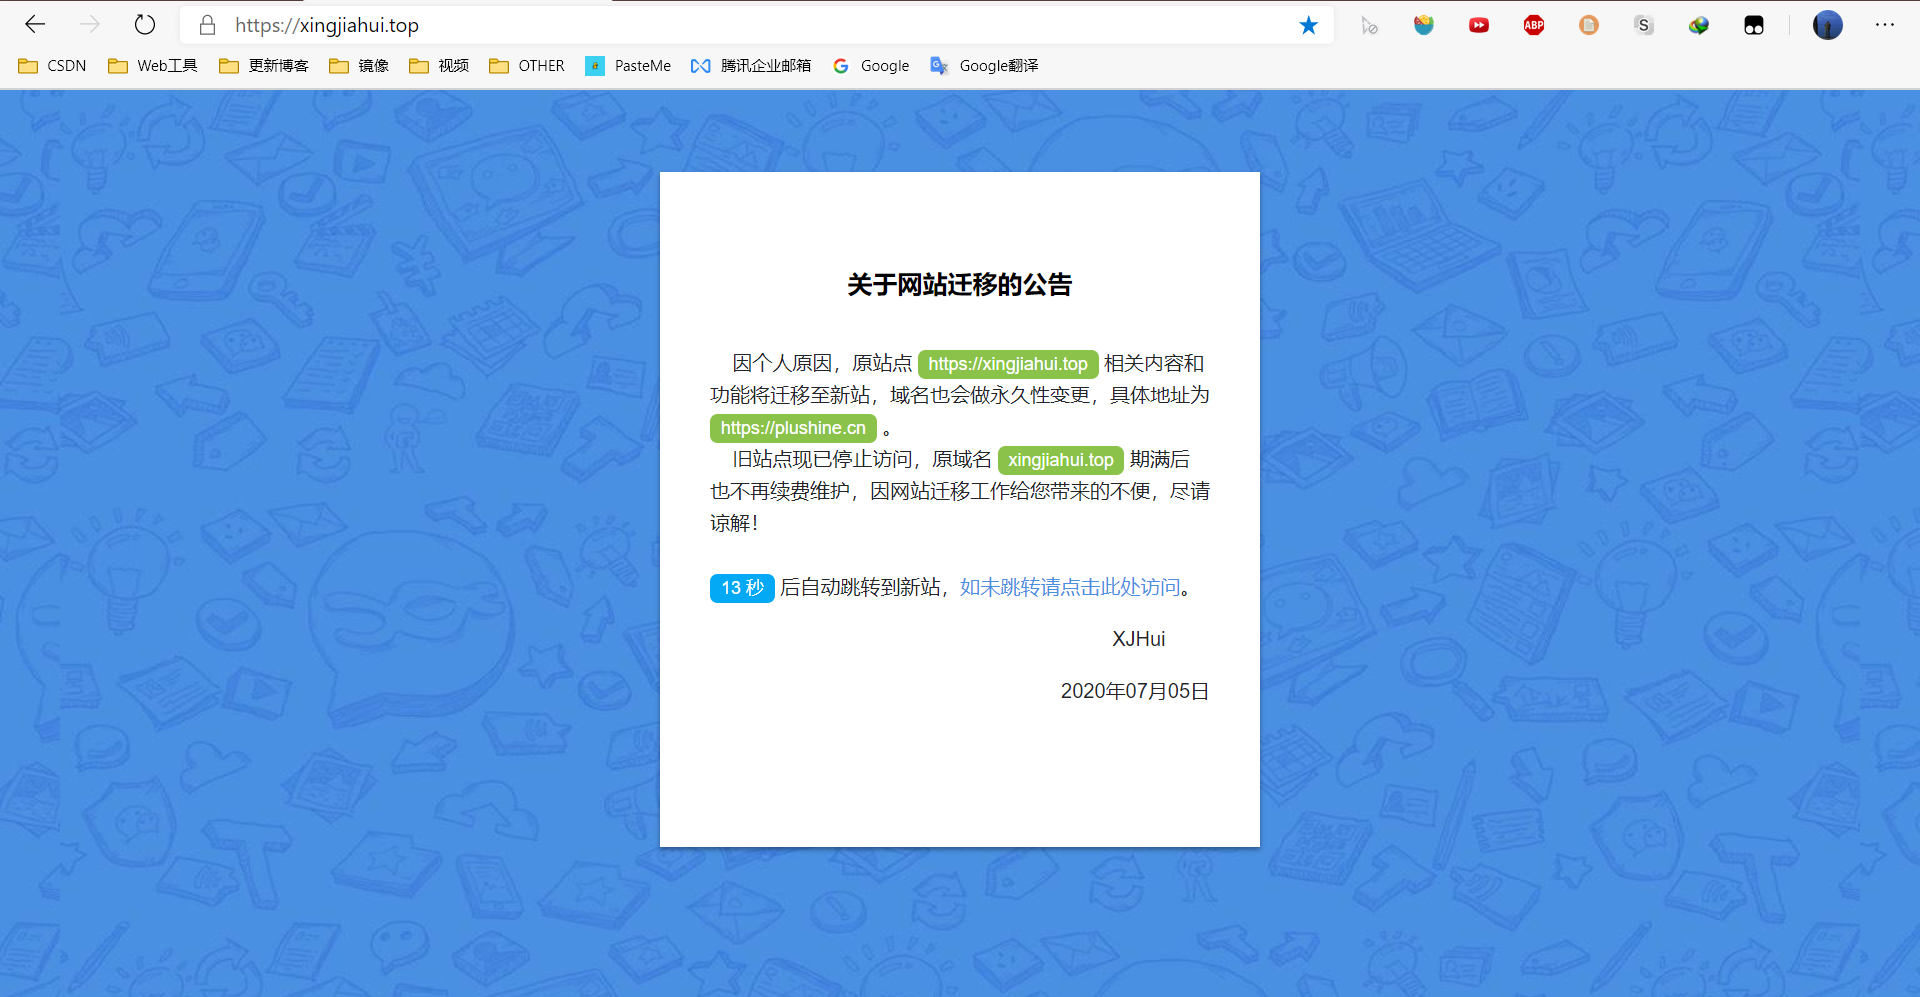 https://xingjiahui.top
ABP
S
CSDN Web工具 更新博客 镜像 视频 OTHER PasteMe 腾讯企业邮箱 Google Google翻译
关于网站迁移的公告
因个人原因，原站点 https://xingjiahui.top 相关内容和
功能将迁移至新站，域名也会做永久性变更，具体地址为
https://plushine.cn 。
旧站点现已停止访问，原域名 xingjiahui.top 期满后
也不再续费维护，因网站迁移工作给您带来的不便，尽请
谅解！
13 秒 后自动跳转到新站，如未跳转请点击此处访问。
XJHui
2020年07月05日